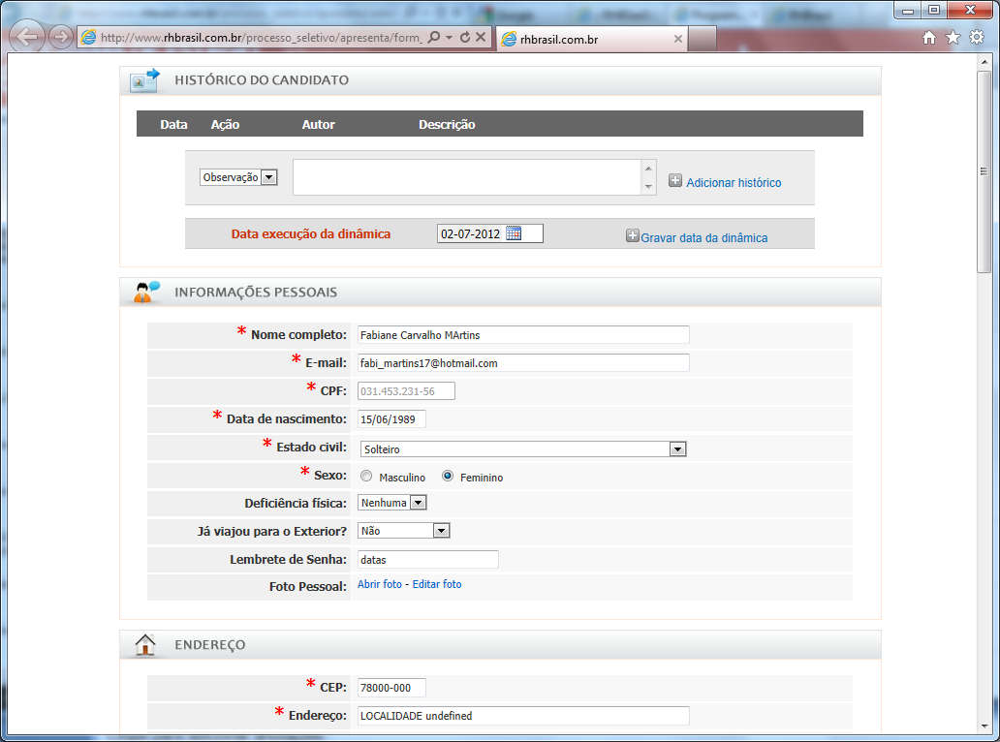 http://www.rhbrasil.com.br/processo_seletivo/apresenta/form_
rhbrasil.com.br
HISTÓRICO DO CANDIDATO
Data Ação Autor Descrição
Observação Adicionar histórico
Data execução da dinâmica 02-07-2012 Gravar data da dinâmica
INFORMAÇÕES PESSOAIS
* Nome completo: Fabiane Carvalho MArtins
* E-mail: fabi_martins17@hotmail.com
* CPF: 031.453.231-56
* Data de nascimento: 15/06/1989
* Estado civil: Solteiro
* Sexo: Masculino Feminino
Deficiência física: Nenhuma
Já viajou para o Exterior? Não
Lembrete de Senha: datas
Foto Pessoal: Abrir foto - Editar foto
ENDEREÇO
* CEP: 78000-000
* Endereço: LOCALIDADE undefined